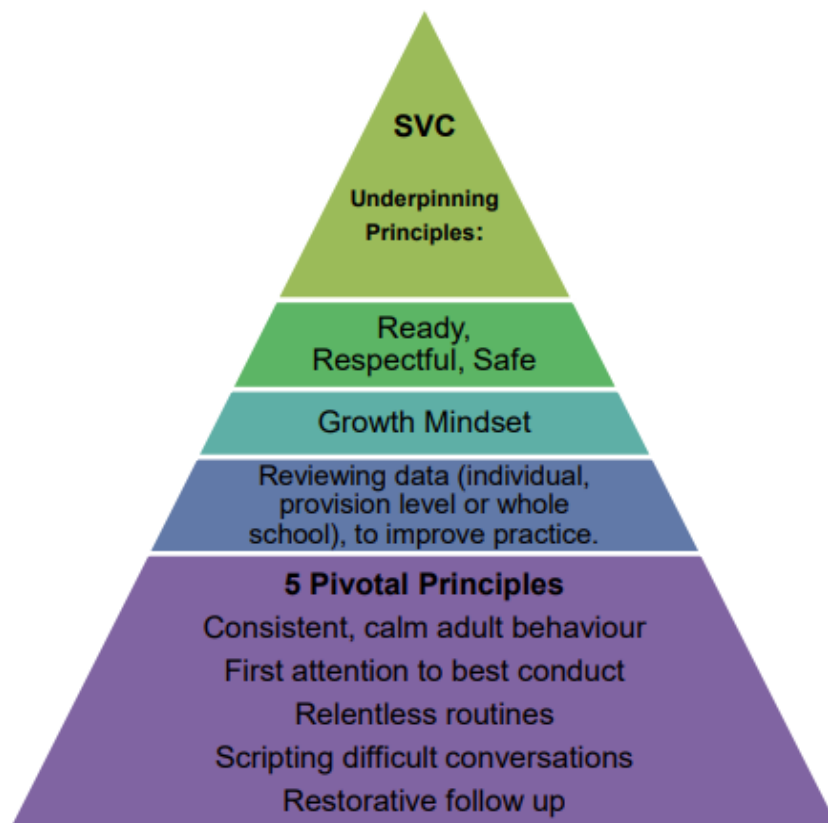 SVC
Underpinning
Principles:
Ready,
Respectful, Safe
Growth Mindset
Reviewing data (individual,
provision level or whole
school), to improve practice.
5 Pivotal Principles
Consistent, calm adult behaviour
First attention to best conduct
Relentless routines
Scripting difficult conversations
Restorative follow up